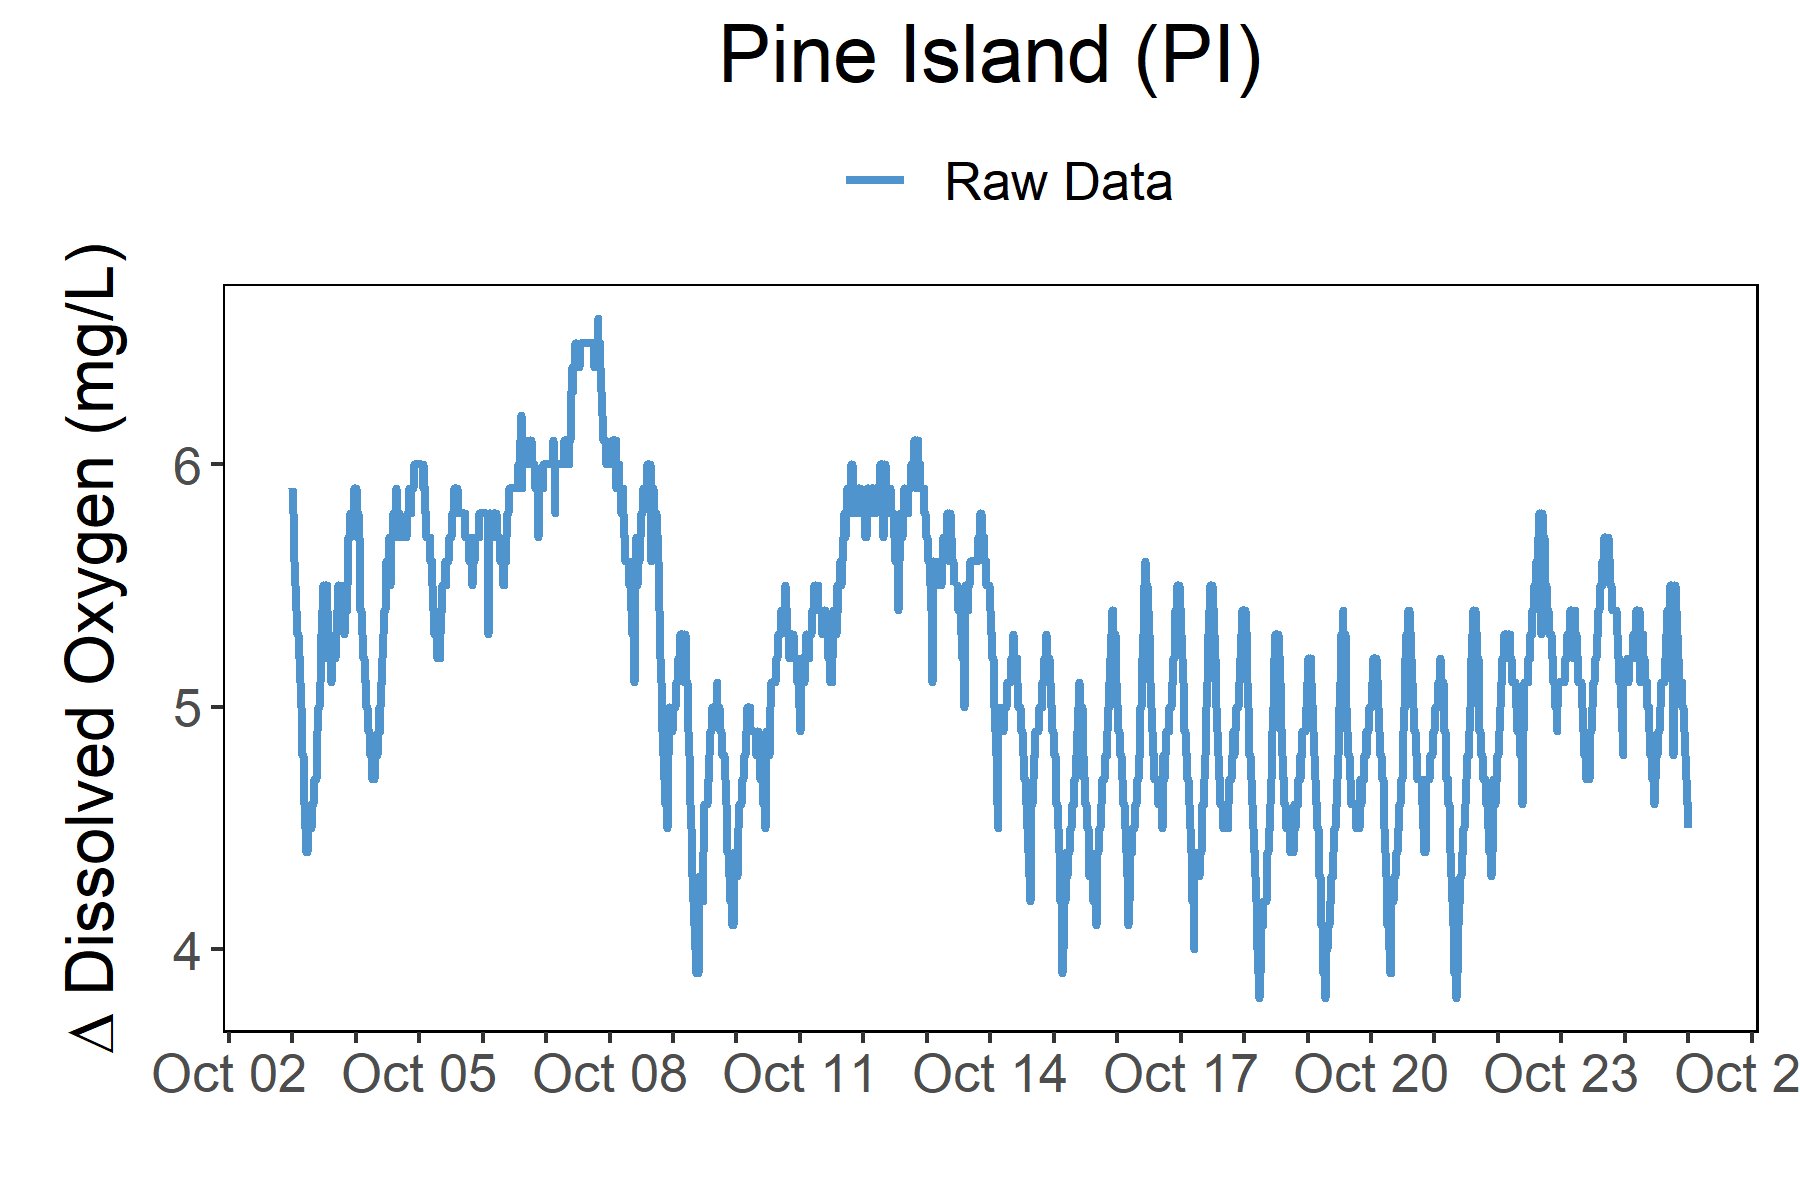 Pine Island (PI)
Raw Data
Δ Dissolved Oxygen (mg/L)
6
5
4
Oct 02 Oct 05 Oct 08 Oct 11 Oct 14 Oct 17 Oct 20 Oct 23 Oct 2